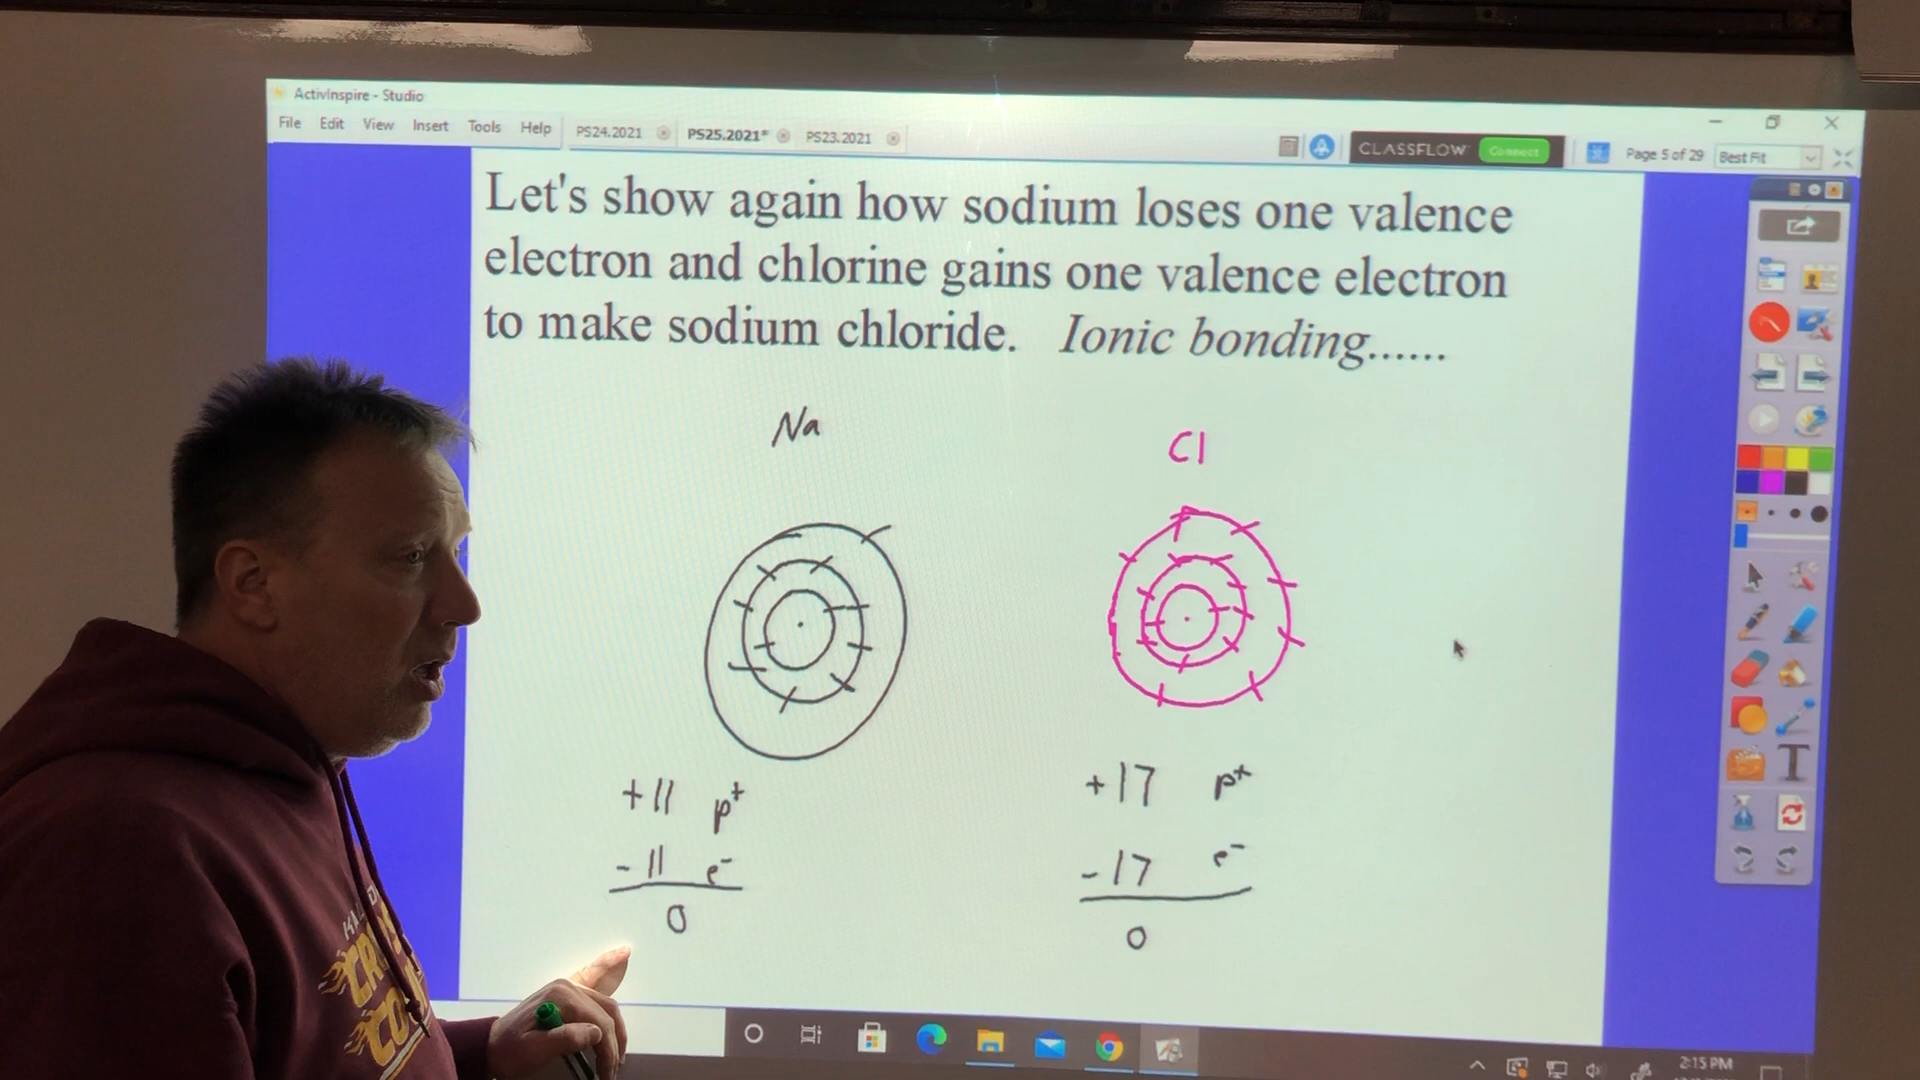 ActivInspire - Studio
File Edit View Insert Tools Help PS24.2021 PS25.2021* PS23.2021
CLASSFLOW Connect Page 5 of 29 Best Fit
Let's show again how sodium loses one valence
electron and chlorine gains one valence electron
to make sodium chloride. Ionic bonding......
Na
Cl
+11 p+
-11 e-
0
+17 p+
-17 e-
0
T
2:15 PM